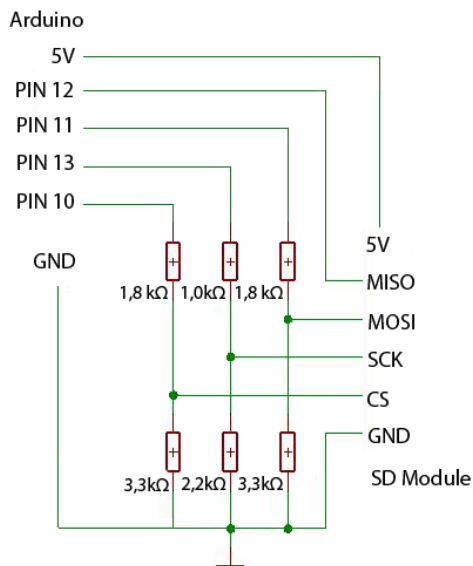 Arduino
5V
PIN 12
PIN 11
PIN 13
PIN 10
GND
5V
MISO
MOSI
SCK
CS
GND
SD Module
1,8 kΩ 1,0kΩ 1,8 kΩ
3,3kΩ 2,2kΩ 3,3kΩ